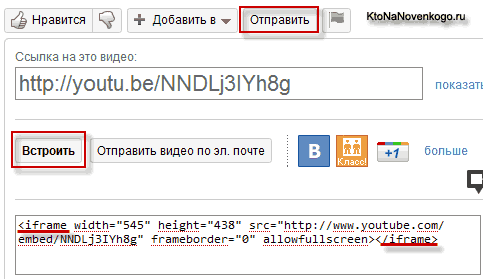 Нравится Добавить в Отправить KtoNaNovenkogo.ru
Ссылка на это видео:
http://youtu.be/NNDLj3IYh8g показать
Встроить Отправить видео по эл. почте В Класс! +1 больше
<iframe width="545" height="438" src="http://www.youtube.com/
embed/NNDLj3IYh8g" frameborder="0" allowfullscreen></iframe>